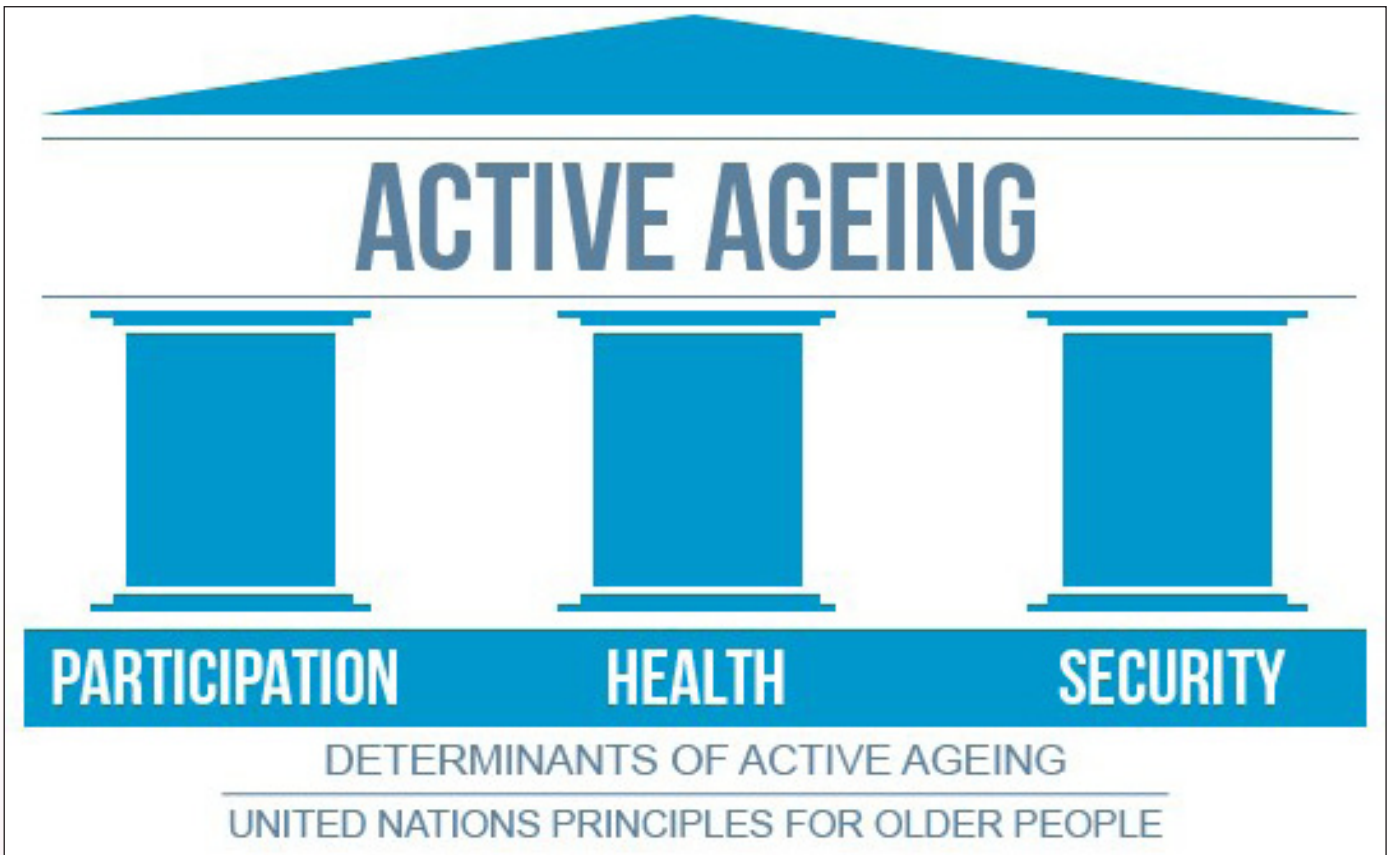 ACTIVE AGEING
PARTICIPATION HEALTH SECURITY
DETERMINANTS OF ACTIVE AGEING
UNITED NATIONS PRINCIPLES FOR OLDER PEOPLE